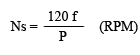 Ns = 120 f / P (RPM)